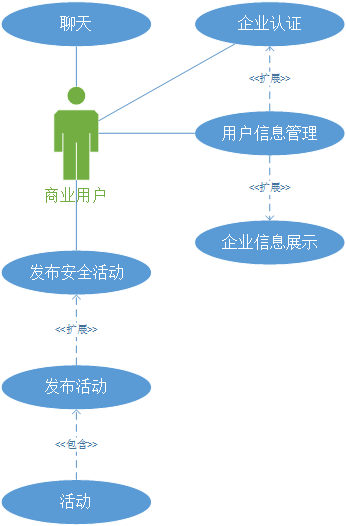 聊天
企业认证
<<扩展>>
用户信息管理
商业用户
<<扩展>>
企业信息展示
发布安全活动
<<扩展>>
发布活动
<<包含>>
活动